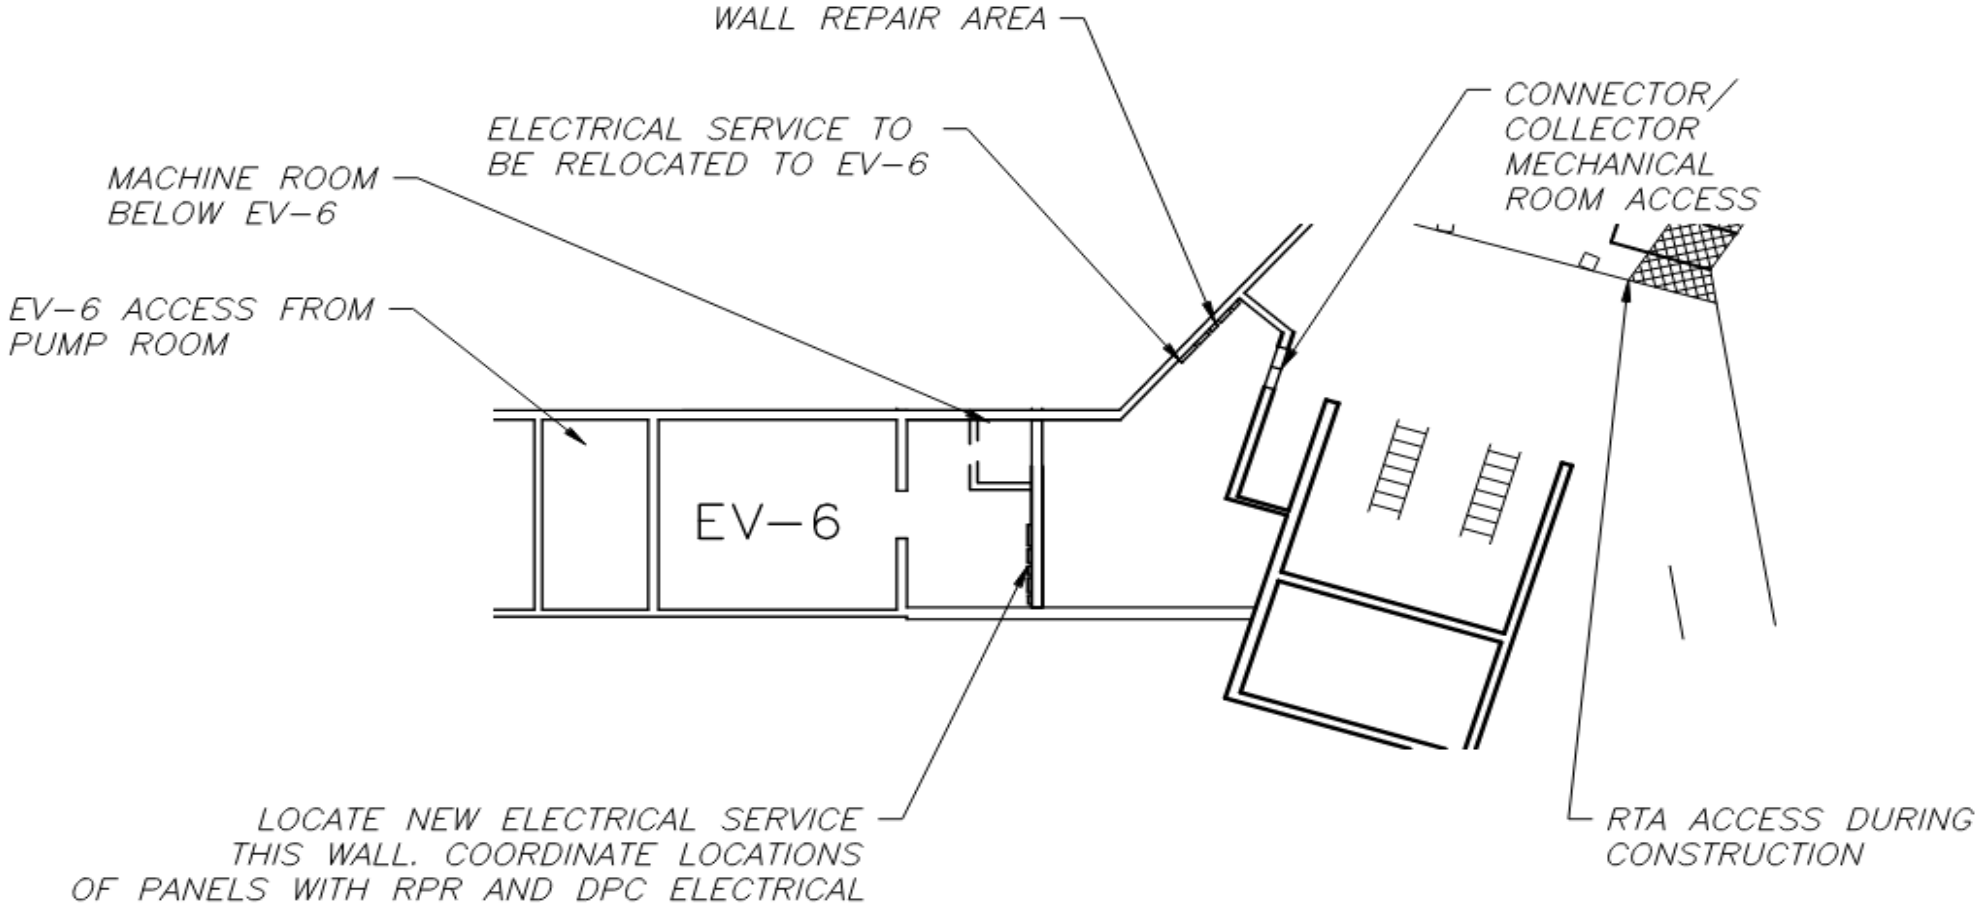 WALL REPAIR AREA
CONNECTOR/
COLLECTOR
MECHANICAL
ROOM ACCESS
ELECTRICAL SERVICE TO
BE RELOCATED TO EV-6
MACHINE ROOM
BELOW EV-6
EV-6 ACCESS FROM
PUMP ROOM
EV-6
LOCATE NEW ELECTRICAL SERVICE
THIS WALL. COORDINATE LOCATIONS
OF PANELS WITH RPR AND DPC ELECTRICAL
RTA ACCESS DURING
CONSTRUCTION